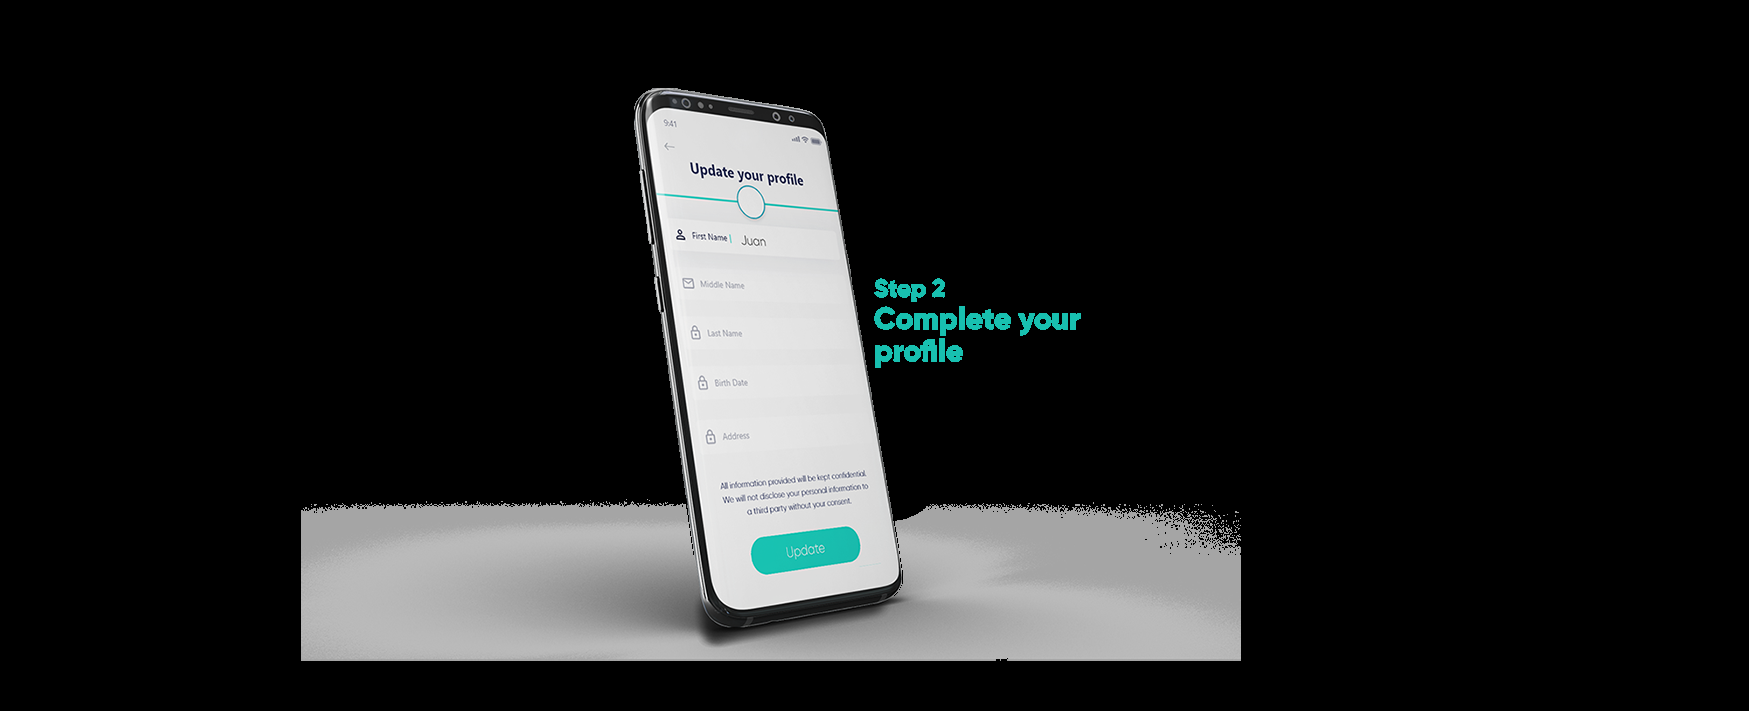 9:41
Update your profile
First Name Juan
Middle Name
Last Name
Birth Date
Address
All information provided will be kept confidential.
We will not disclose your personal information to
a third party without your consent.
Update
Step 2
Complete your
profile